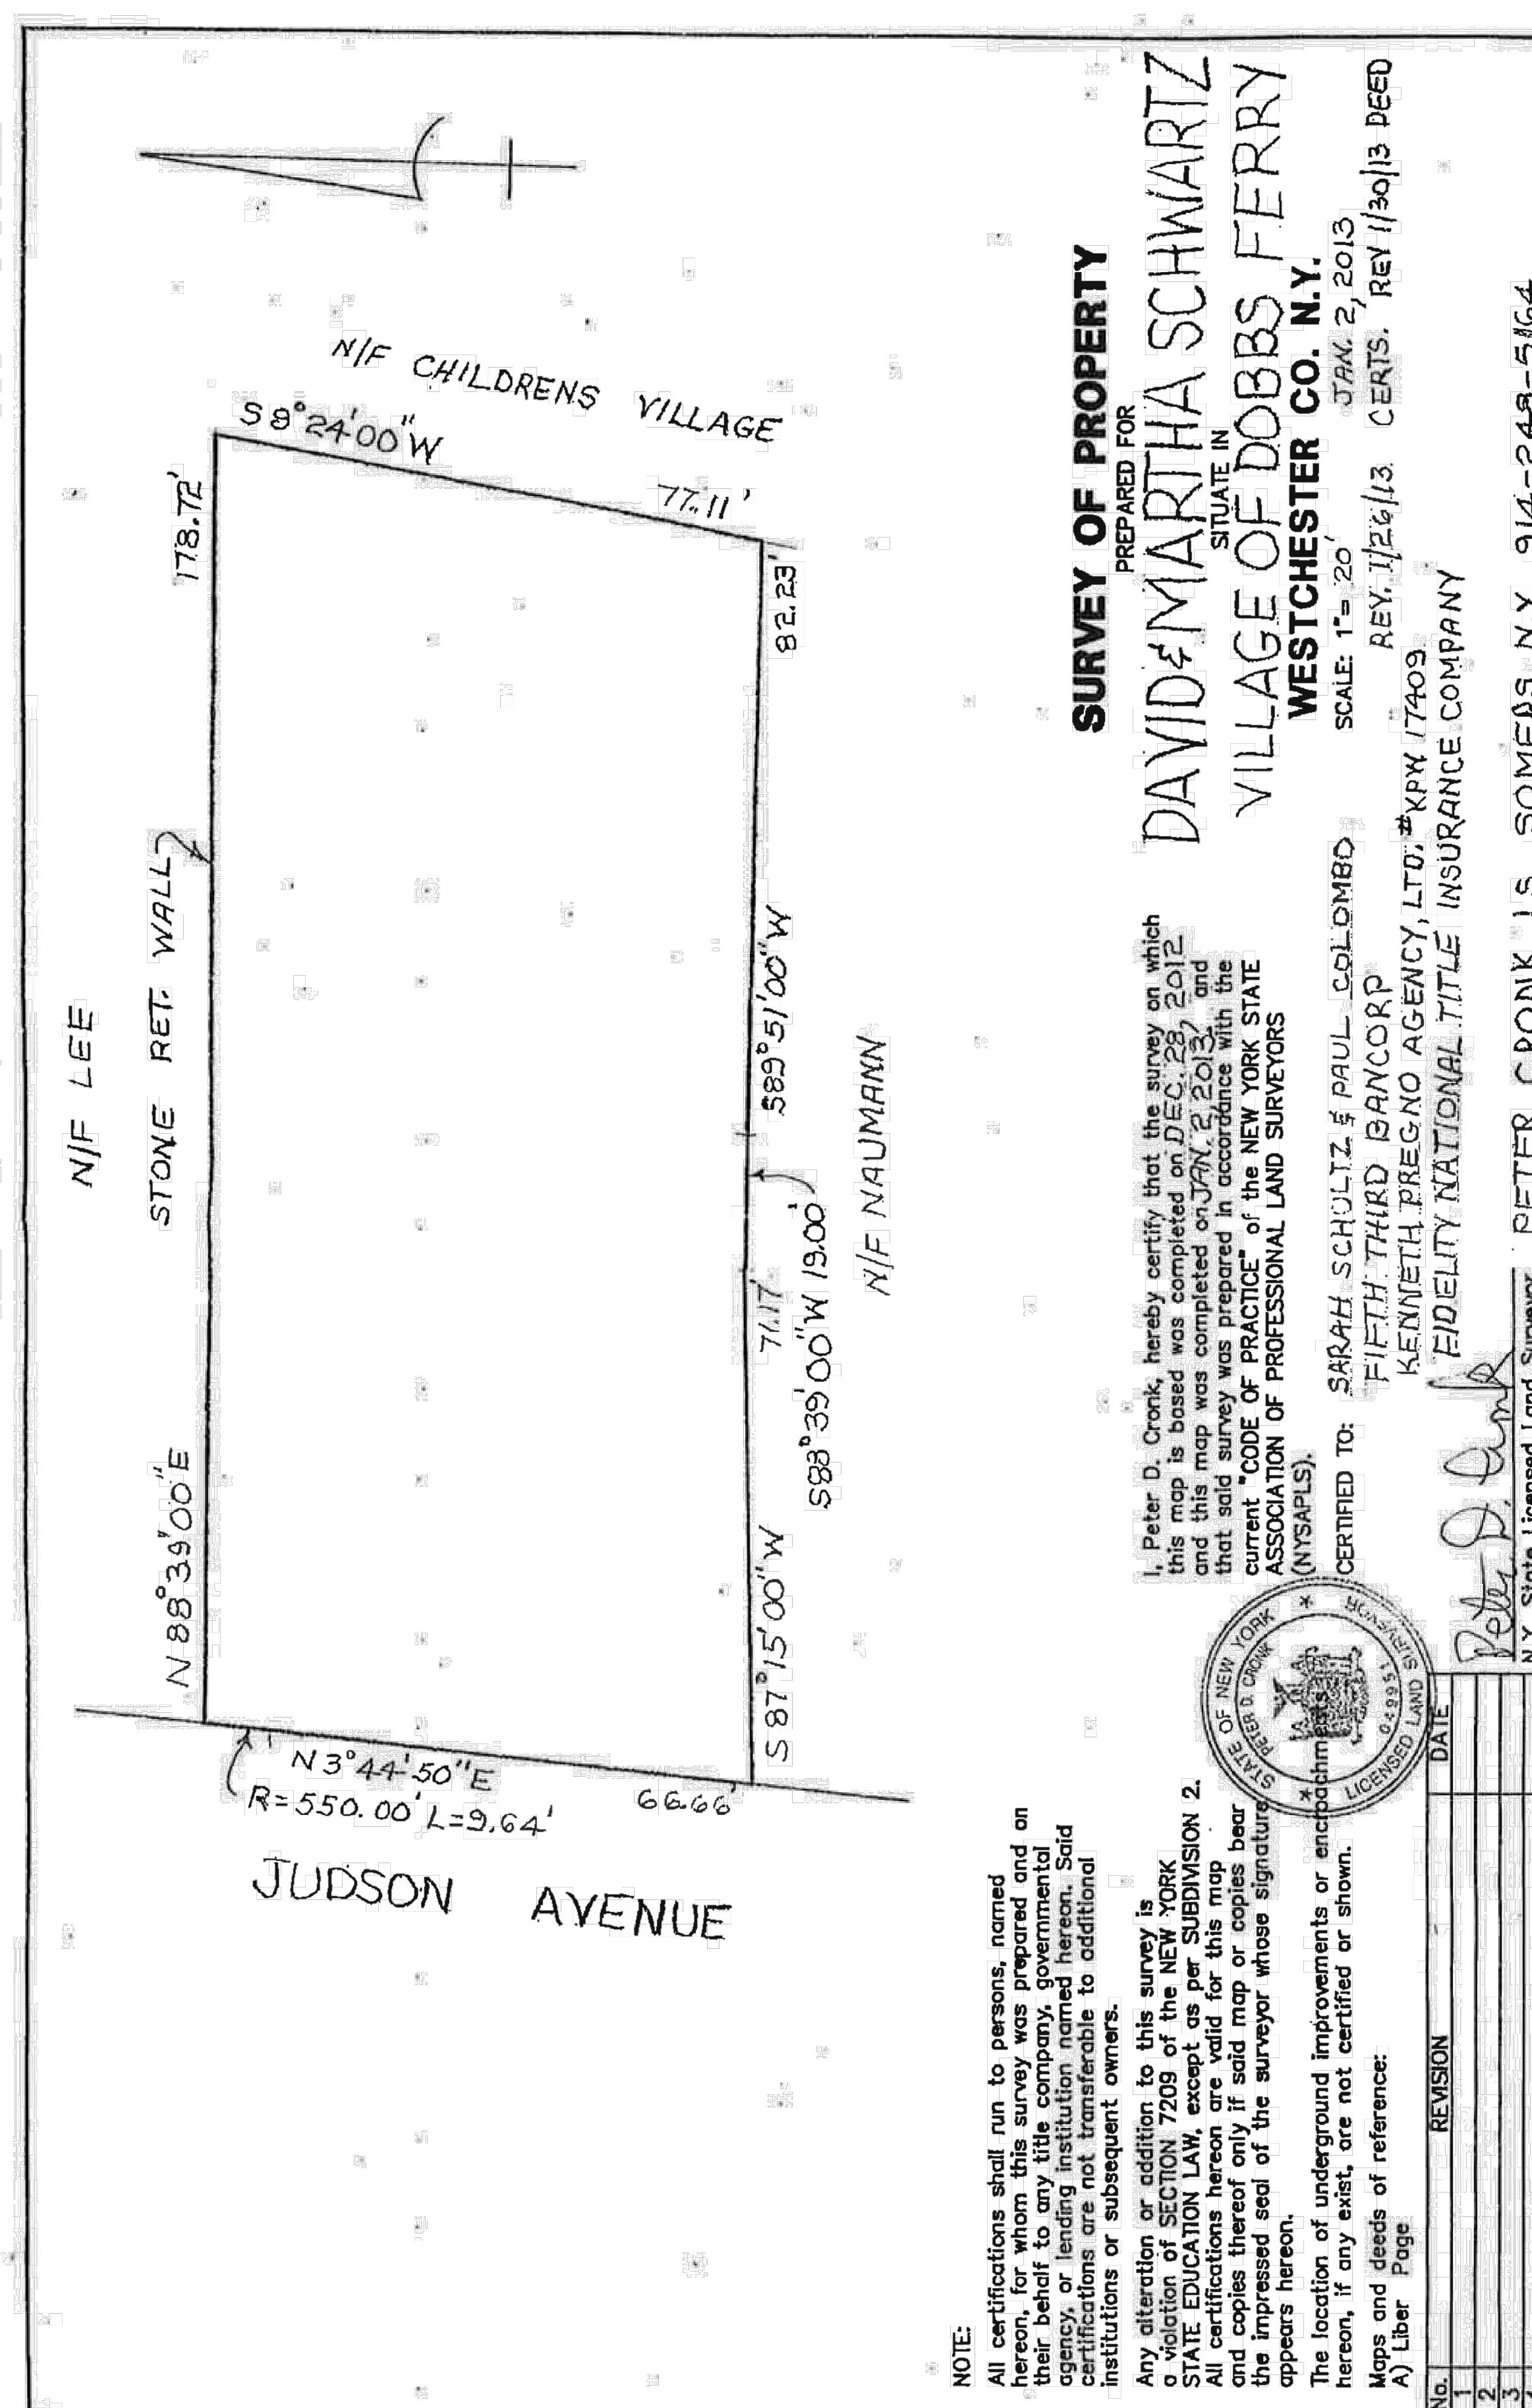 N/F LEE
STONE RET. WALL
N 88°39'00"E
178.72'
S 8°24'00"W
77.11'
N/F CHILDRENS VILLAGE
N 3°44'50"E
R=550.00' L=9.64'
66.66'
JUDSON AVENUE
S 87°15'00"W
71.17'
S88°39'00"W 19.00'
S89°51'00"W
82.23'
N/F NAUMANN
NOTE:
All certifications shall run to persons, named
hereon, for whom this survey was prepared and on
their behalf to any title company, governmental
agency, or lending institution named hereon. Said
certifications are not transferable to additional
institutions or subsequent owners.
Any alteration or addition to this survey is
a violation of SECTION 7209 of the NEW YORK
STATE EDUCATION LAW, except as per SUBDIVISION 2.
All certifications hereon are valid for this map
and copies thereof only if said map or copies bear
the impressed seal of the surveyor whose signature
appears hereon.
The location of underground improvements or encroachments
hereon, if any exist, are not certified or shown.
Maps and deeds of reference:
A) Liber Page
No. REVISION DATE
1
2
3
STATE OF NEW YORK
PETER D. CRONK
049951
LICENSED LAND SURVEYOR
I, Peter D. Cronk, hereby certify that the survey on which
this map is based was completed on DEC. 28, 2012
and this map was completed on JAN. 2, 2013, and
that said survey was prepared in accordance with the
current "CODE OF PRACTICE" of the NEW YORK STATE
ASSOCIATION OF PROFESSIONAL LAND SURVEYORS
(NYSAPLS).
CERTIFIED TO: SARAH SCHULTZ & PAUL COLOMBO
FIFTH THIRD BANCORP
KENNETH PREGNO AGENCY, LTD. #KPW 17409
FIDELITY NATIONAL TITLE INSURANCE COMPANY
Peter D. Cronk
N.Y. State Licensed Land Surveyor
SURVEY OF PROPERTY
PREPARED FOR
DAVID & MARTHA SCHWARTZ
SITUATE IN
VILLAGE OF DOBBS FERRY
WESTCHESTER CO. N.Y.
SCALE: 1"= 20' JAN. 2, 2013
REV. 1/26/13 CERTS. REV 1/30/13 DEED
PETER CRONK L.S. SOMERS N.Y. 914-248-5164